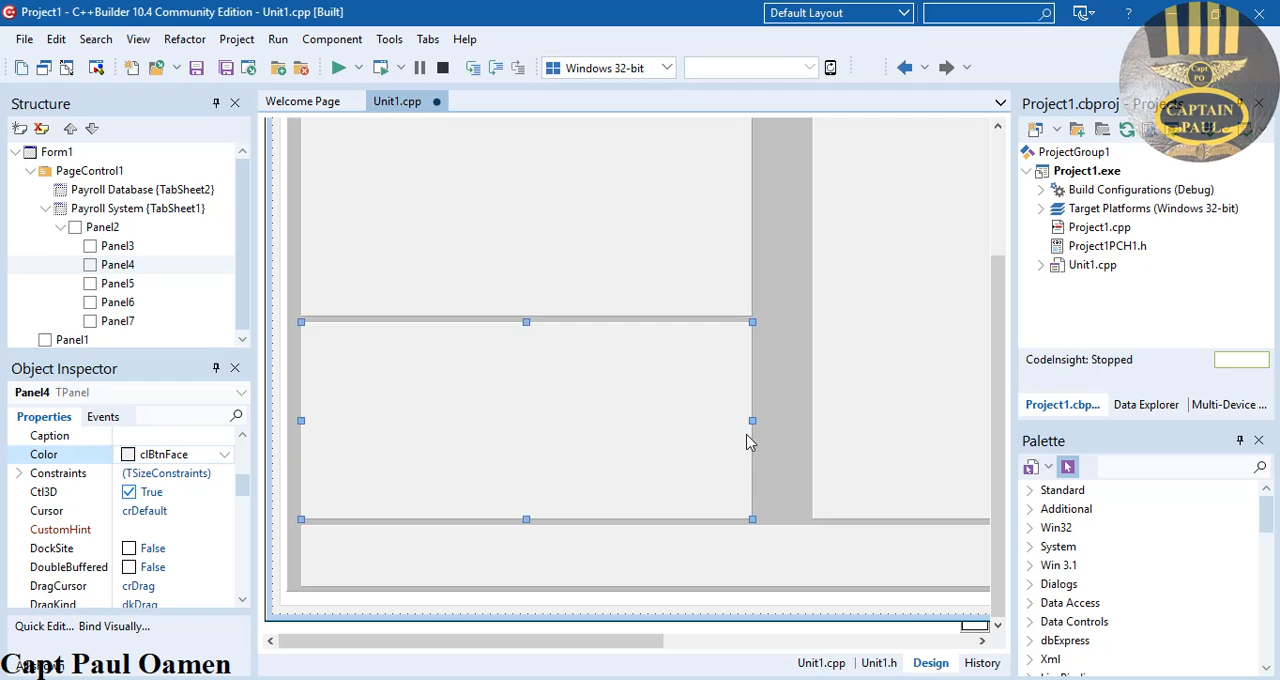 Project1 - C++Builder 10.4 Community Edition - Unit1.cpp [Built]
Default Layout
File Edit Search View Refactor Project Run Component Tools Tabs Help
Windows 32-bit
Capt
PO
CAPTAIN
PAUL
Structure
Welcome Page
Unit1.cpp
Project1.cbproj - Projects
Form1
PageControl1
Payroll Database {TabSheet2}
Payroll System {TabSheet1}
Panel2
Panel3
Panel4
Panel5
Panel6
Panel7
Panel1
ProjectGroup1
Project1.exe
Build Configurations (Debug)
Target Platforms (Windows 32-bit)
Project1.cpp
Project1PCH1.h
Unit1.cpp
CodeInsight: Stopped
Project1.cbp... Data Explorer Multi-Device ...
Object Inspector
Panel4 TPanel
Properties Events
Caption
Color clBtnFace
Constraints (TSizeConstraints)
Ctl3D True
Cursor crDefault
CustomHint
DockSite False
DoubleBuffered False
DragCursor crDrag
DragKind dkDrag
Quick Edit... Bind Visually...
Palette
Standard
Additional
Win32
System
Win 3.1
Dialogs
Data Access
Data Controls
dbExpress
Xml
Unit1.cpp Unit1.h Design History
Capt Paul Oamen